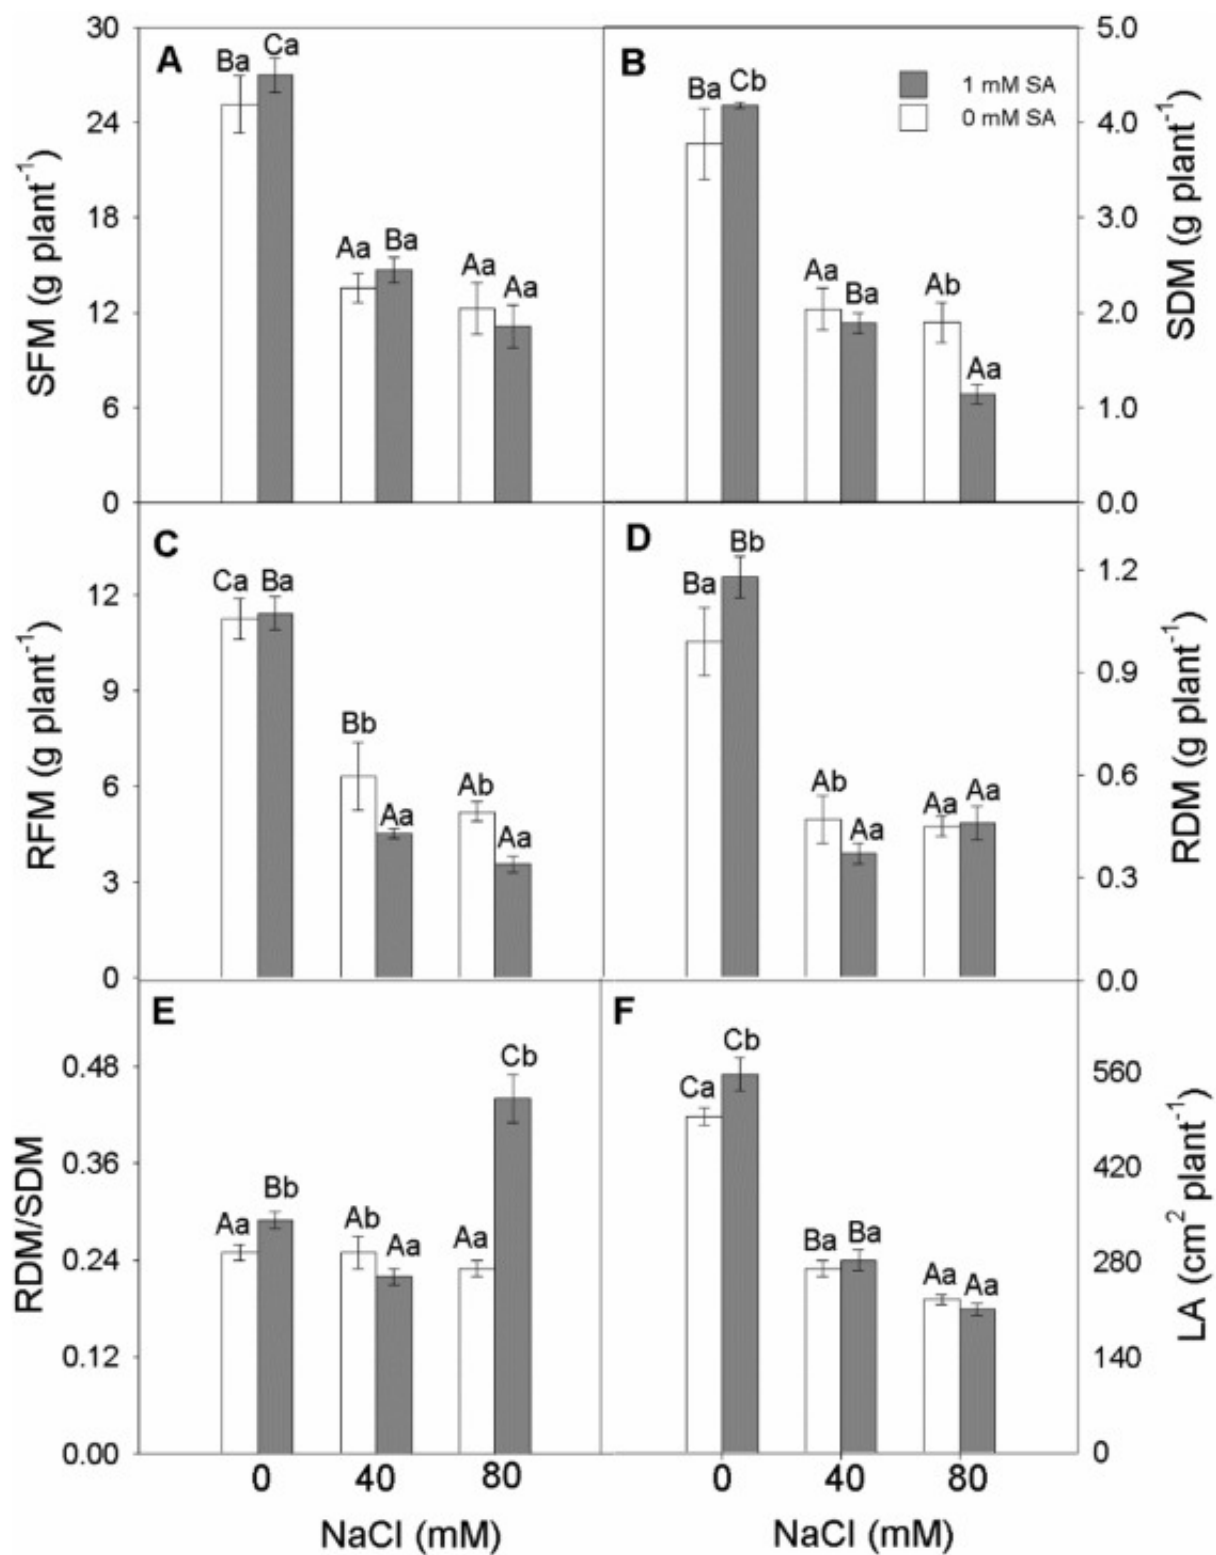 A
B
1 mM SA
0 mM SA
30
24
18
12
6
0
SFM (g plant⁻¹)
Ba Ca
Aa Ba
Aa Aa
Ba Cb
Aa Ba
Ab Aa
5.0
4.0
3.0
2.0
1.0
0.0
SDM (g plant⁻¹)
C
D
12
9
6
3
0
RFM (g plant⁻¹)
Ca Ba
Bb Aa
Ab Aa
Ba Bb
Ab Aa
Aa Aa
1.2
0.9
0.6
0.3
0.0
RDM (g plant⁻¹)
E
F
0.48
0.36
0.24
0.12
0.00
RDM/SDM
Aa Bb
Ab Aa
Aa Cb
Ca Cb
Ba Ba
Aa Aa
560
420
280
140
0
LA (cm² plant⁻¹)
0 40 80
0 40 80
NaCl (mM)
NaCl (mM)